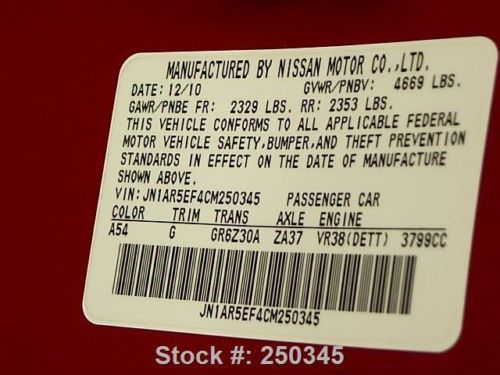 MANUFACTURED BY NISSAN MOTOR CO.,LTD.
DATE: 12/10 GVWR/PNBV: 4669 LBS.
GAWR/PNBE FR: 2329 LBS. RR: 2353 LBS.
THIS VEHICLE CONFORMS TO ALL APPLICABLE FEDERAL
MOTOR VEHICLE SAFETY,BUMPER,AND THEFT PREVENTION
STANDARDS IN EFFECT ON THE DATE OF MANUFACTURE
SHOWN ABOVE.
VIN: JN1AR5EF4CM250345 PASSENGER CAR
COLOR TRIM TRANS AXLE ENGINE
A54 G GR6Z30A ZA37 VR38(DETT) 3799CC
JN1AR5EF4CM250345
Stock #: 250345